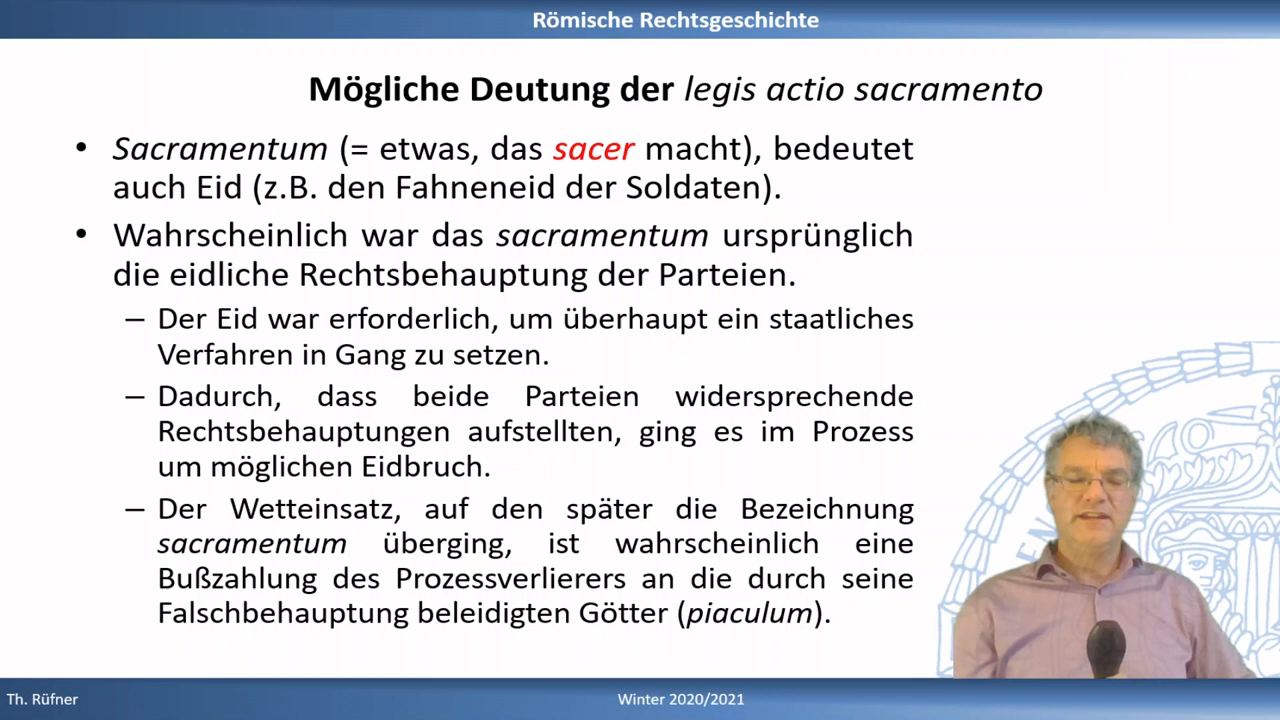 Römische Rechtsgeschichte
Mögliche Deutung der legis actio sacramento
• Sacramentum (= etwas, das sacer macht), bedeutet
auch Eid (z.B. den Fahneneid der Soldaten).
• Wahrscheinlich war das sacramentum ursprünglich
die eidliche Rechtsbehauptung der Parteien.
– Der Eid war erforderlich, um überhaupt ein staatliches
Verfahren in Gang zu setzen.
– Dadurch, dass beide Parteien widersprechende
Rechtsbehauptungen aufstellten, ging es im Prozess
um möglichen Eidbruch.
– Der Wetteinsatz, auf den später die Bezeichnung
sacramentum überging, ist wahrscheinlich eine
Bußzahlung des Prozessverlierers an die durch seine
Falschbehauptung beleidigten Götter (piaculum).
Th. Rüfner
Winter 2020/2021